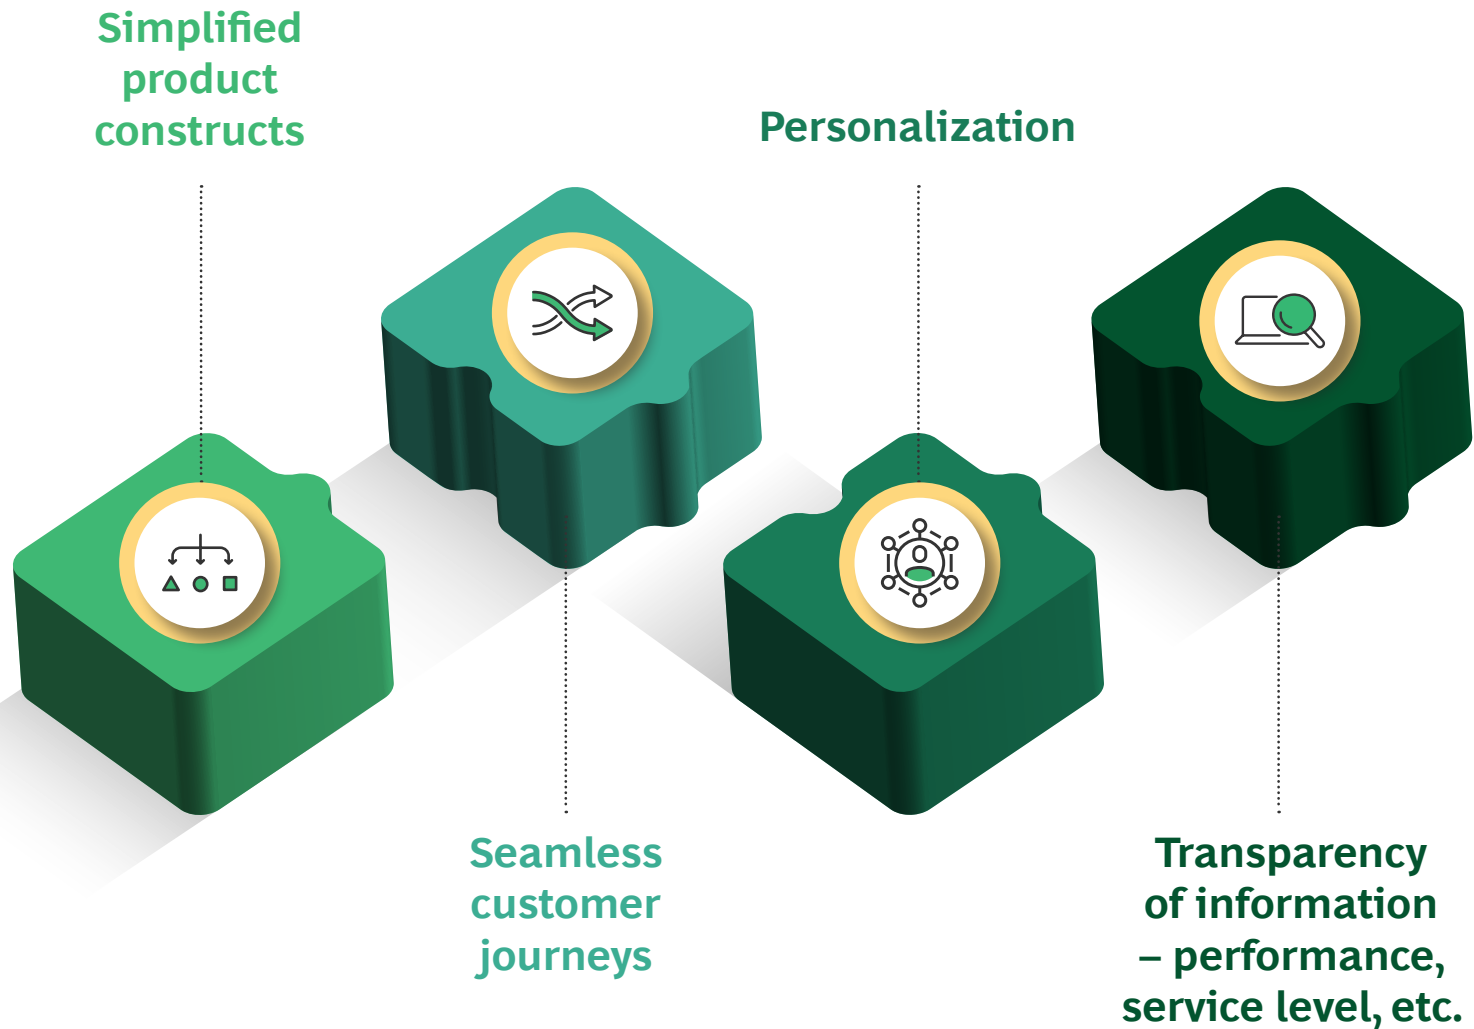 Simplified
product
constructs
Personalization
Seamless
customer
journeys
Transparency
of information
– performance,
service level, etc.